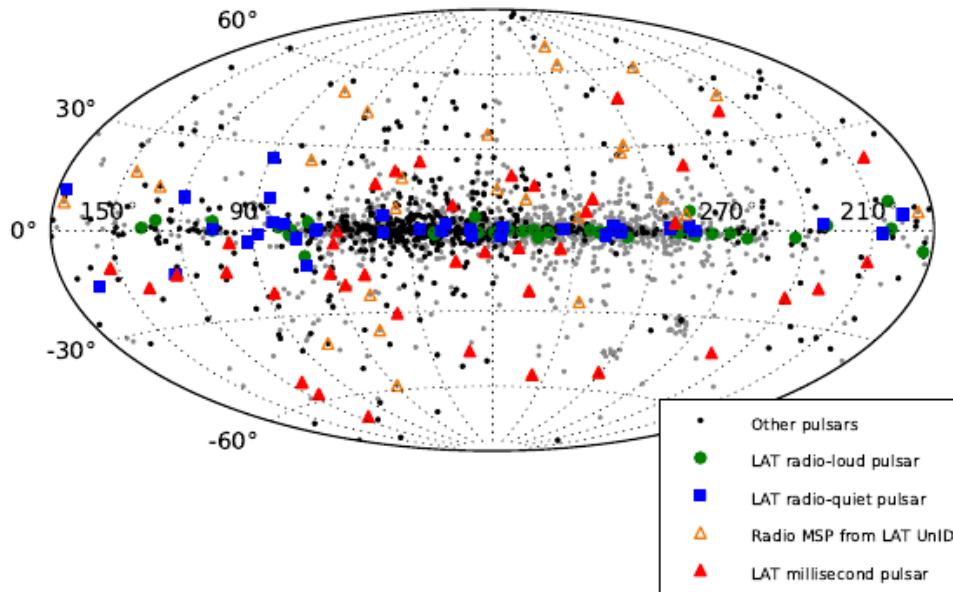 60°
30°
150°
90°
270°
210°
0°
-30°
-60°
Other pulsars
LAT radio-loud pulsar
LAT radio-quiet pulsar
Radio MSP from LAT UnID
LAT millisecond pulsar